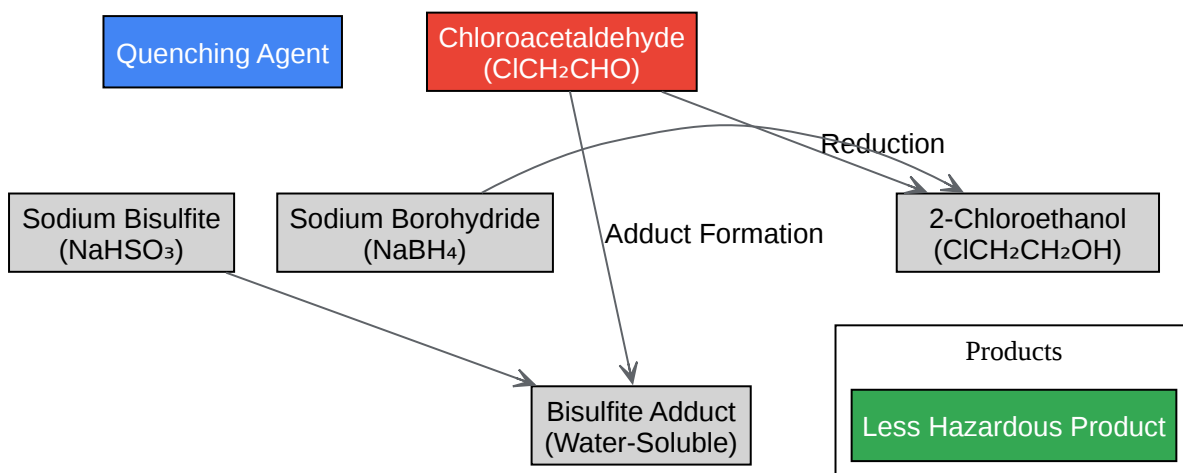 Quenching Agent
Chloroacetaldehyde
(ClCH₂CHO)
Reduction
Sodium Bisulfite
(NaHSO₃)
Sodium Borohydride
(NaBH₄)
Adduct Formation
2-Chloroethanol
(ClCH₂CH₂OH)
Products
Less Hazardous Product
Bisulfite Adduct
(Water-Soluble)